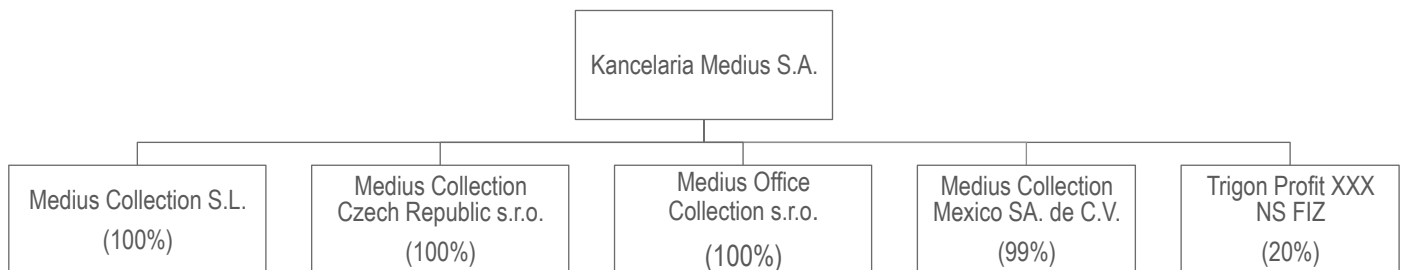 Kancelaria Medius S.A.
Medius Collection S.L.
(100%)
Medius Collection
Czech Republic s.r.o.
(100%)
Medius Office
Collection s.r.o.
(100%)
Medius Collection
Mexico SA. de C.V.
(99%)
Trigon Profit XXX
NS FIZ
(20%)